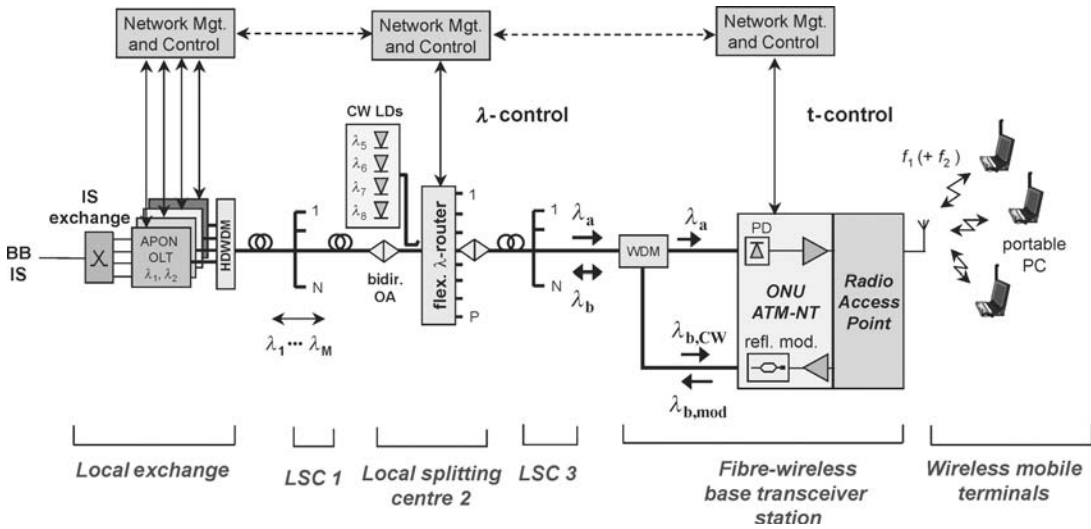 Network Mgt.
and Control
Network Mgt.
and Control
Network Mgt.
and Control
CW LDs
λ5
λ6
λ7
λ8
λ-control
t-control
f1 (+ f2)
IS
exchange
BB
IS
APON
OLT
λ1, λ2
HDWDM
1
N
λ1 ··· λM
bidir.
OA
flex. λ-router
1
P
1
N
λa
λb
WDM
λa
λb,CW
λb,mod
PD
ONU
ATM-NT
refl. mod.
Radio
Access
Point
portable
PC
Local exchange
LSC 1
Local splitting
centre 2
LSC 3
Fibre-wireless
base transceiver
station
Wireless mobile
terminals